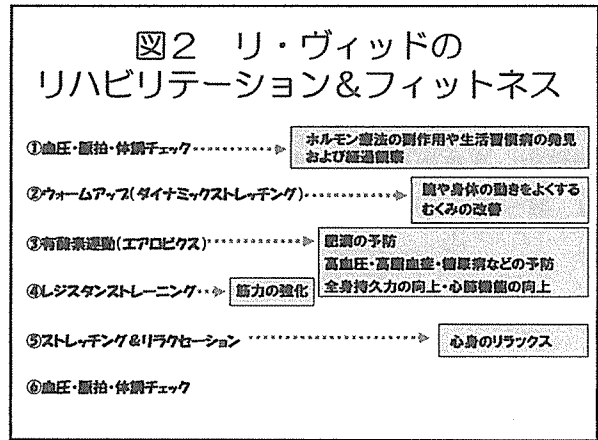 図2 リ・ヴィッドの
リハビリテーション&フィットネス
①血圧・脈拍・体調チェック
ホルモン療法の副作用や生活習慣病の発見
および経過観察
②ウォームアップ(ダイナミックストレッチング)
腕や身体の動きをよくする
むくみの改善
③有酸素運動(エアロビクス)
肥満の予防
高血圧・高脂血症・糖尿病などの予防
全身持久力の向上・心肺機能の向上
④レジスタンストレーニング
筋力の強化
⑤ストレッチング&リラクセーション
心身のリラックス
⑥血圧・脈拍・体調チェック